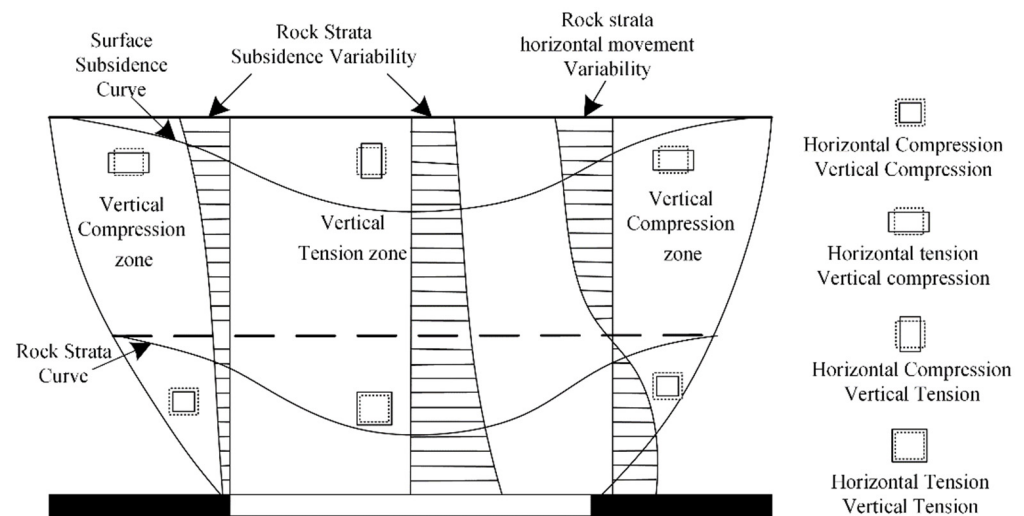 Surface
Subsidence
Curve
Rock Strata
Subsidence Variability
Rock strata
horizontal movement
Variability
Vertical
Compression
zone
Vertical
Tension zone
Vertical
Compression
zone
Rock Strata
Curve
Horizontal Compression
Vertical Compression
Horizontal tension
Vertical compression
Horizontal Compression
Vertical Tension
Horizontal Tension
Vertical Tension